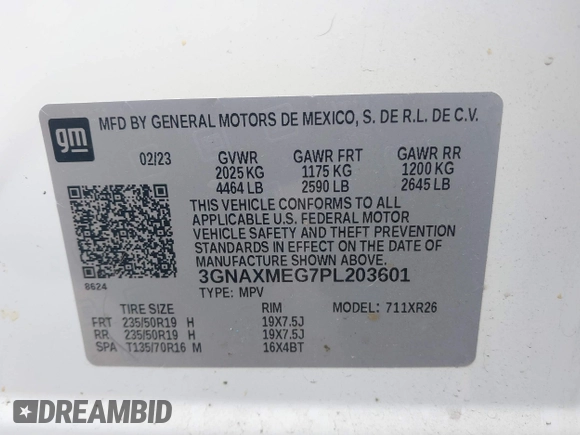 gm
MFD BY GENERAL MOTORS DE MEXICO, S. DE R.L. DE C.V.
02/23 GVWR GAWR FRT GAWR RR
2025 KG 1175 KG 1200 KG
4464 LB 2590 LB 2645 LB
THIS VEHICLE CONFORMS TO ALL
APPLICABLE U.S. FEDERAL MOTOR
VEHICLE SAFETY AND THEFT PREVENTION
STANDARDS IN EFFECT ON THE DATE OF
MANUFACTURE SHOWN ABOVE.
3GNAXMEG7PL203601
8624
TYPE: MPV
TIRE SIZE RIM MODEL: 711XR26
FRT 235/50R19 H 19X7.5J
RR 235/50R19 H 19X7.5J
SPA T135/70R16 M 16X4BT
DREAMBID